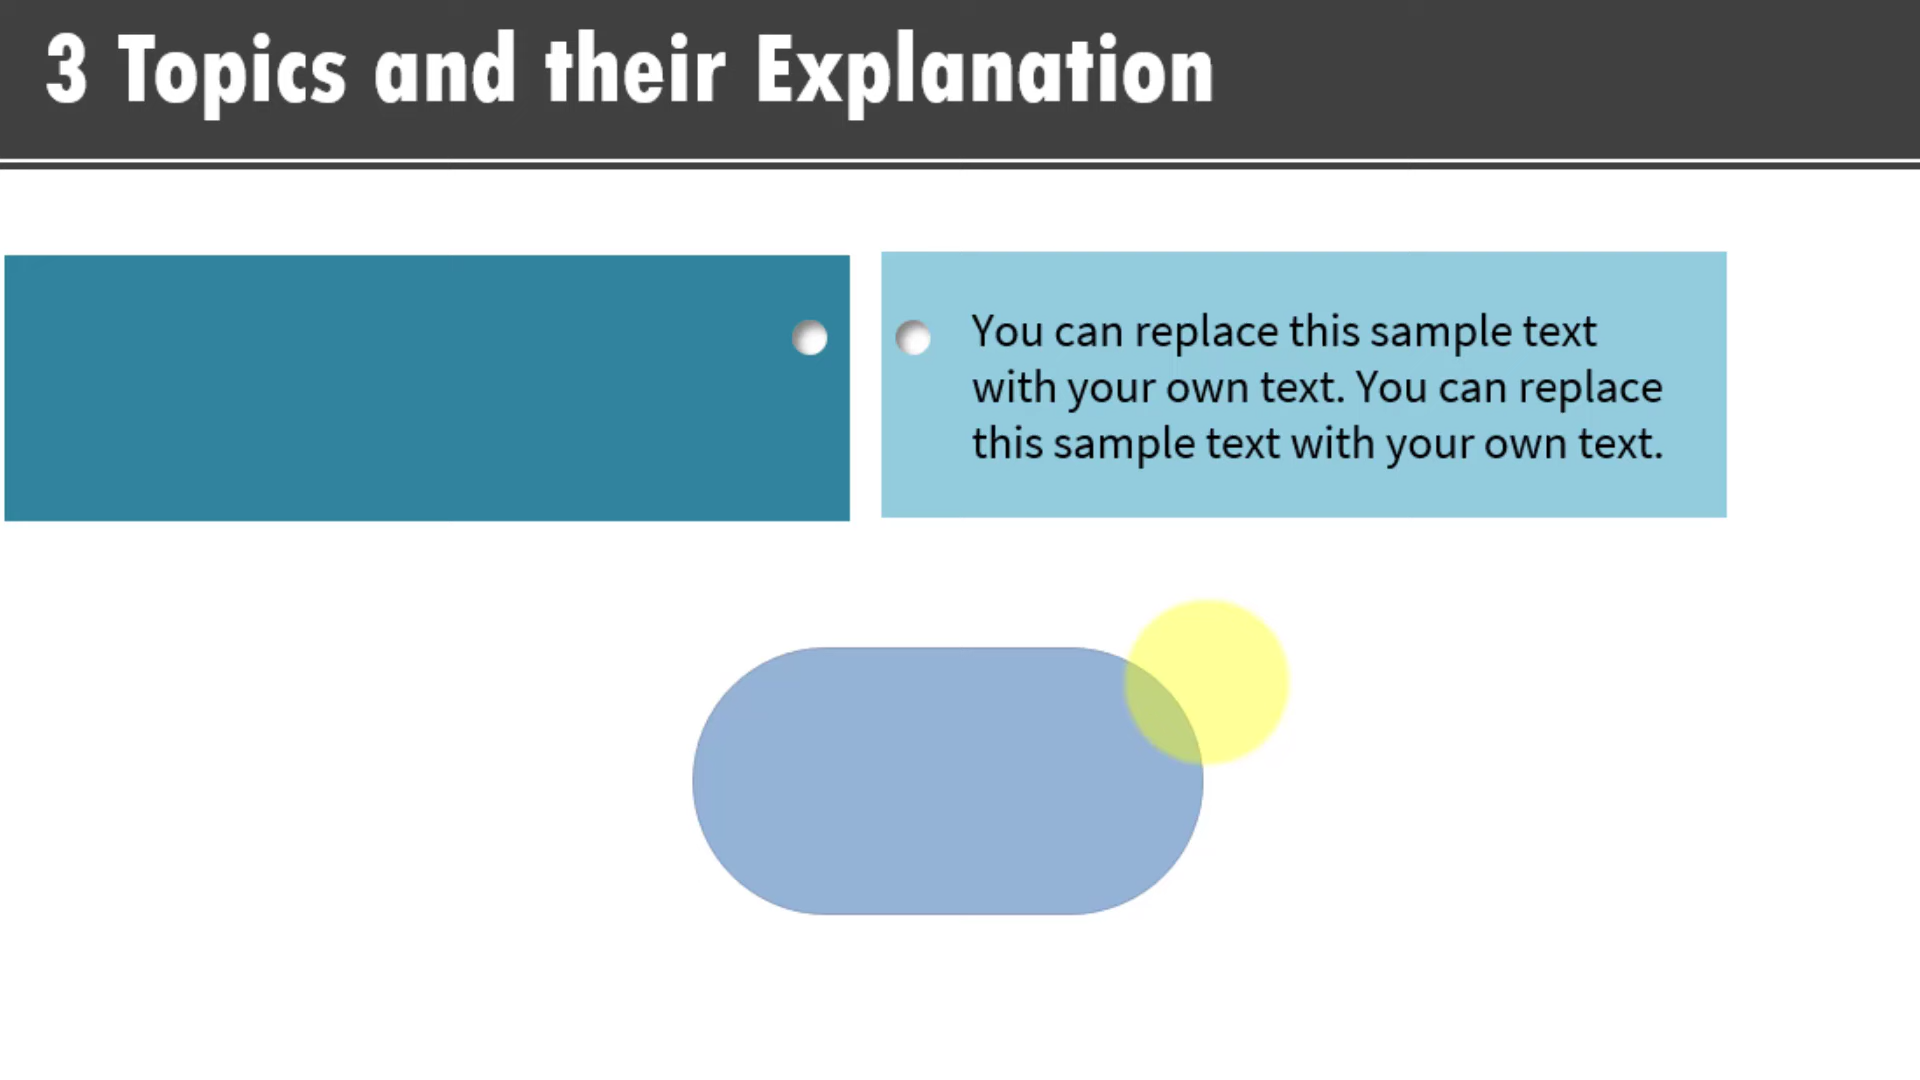 3 Topics and their Explanation
You can replace this sample text
with your own text. You can replace
this sample text with your own text.